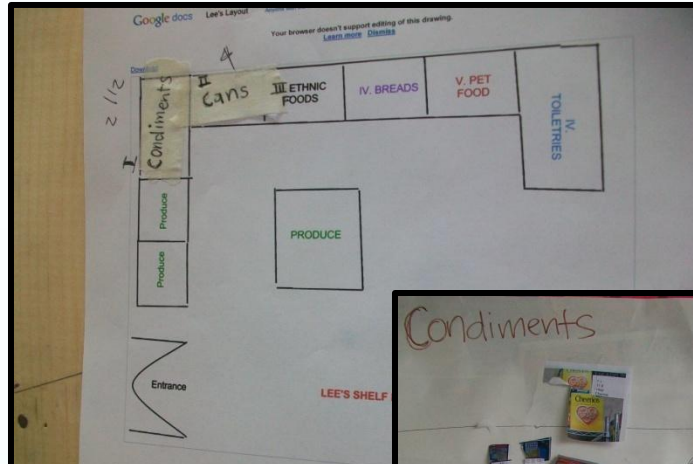 Google docs
Lee's Layout
Your browser doesn't support editing of this drawing.
Learn more Dismiss
4
2 1/2
I
Condiments
II
Cans
III ETHNIC
FOODS
IV. BREADS
V. PET
FOOD
IV.
TOILETRIES
Produce
Produce
PRODUCE
Entrance
LEE'S SHELF
Condiments
Cheerios